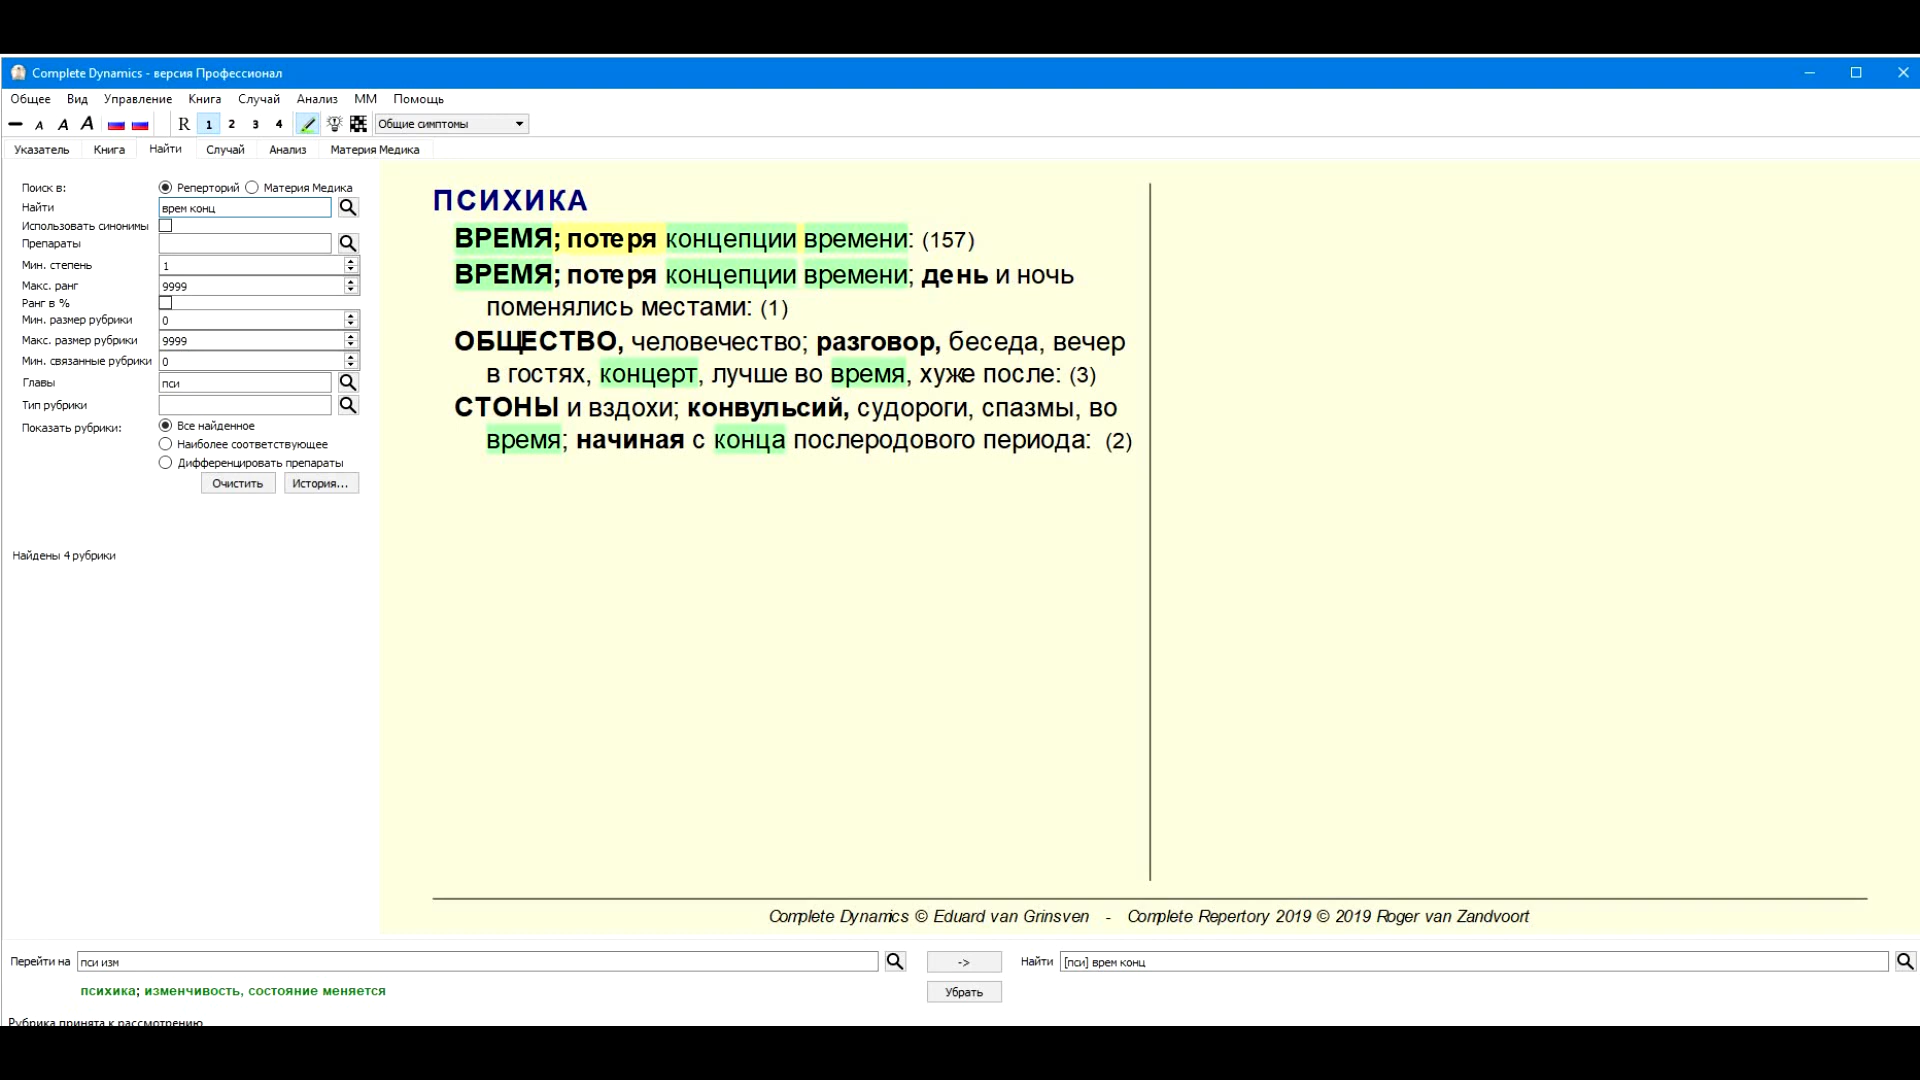 Complete Dynamics - версия Профессионал
Общее Вид Управление Книга Случай Анализ ММ Помощь
A A A R 1 2 3 4 Общие симптомы
Указатель Книга Найти Случай Анализ Материя Медика
Поиск в: Реперторий Материя Медика
Найти врем конц
Использовать синонимы
Препараты
Мин. степень 1
Макс. ранг 9999
Ранг в %
Мин. размер рубрики 0
Макс. размер рубрики 9999
Мин. связанные рубрики 0
Главы пси
Тип рубрики
Показать рубрики: Все найденное
Наиболее соответствующее
Дифференцировать препараты
Очистить История...
Найдены 4 рубрики
ПСИХИКА
ВРЕМЯ; потеря концепции времени: (157)
ВРЕМЯ; потеря концепции времени; день и ночь
поменялись местами: (1)
ОБЩЕСТВО, человечество; разговор, беседа, вечер
в гостях, концерт, лучше во время, хуже после: (3)
СТОНЫ и вздохи; конвульсий, судороги, спазмы, во
время; начиная с конца послеродового периода: (2)
Complete Dynamics © Eduard van Grinsven - Complete Repertory 2019 © 2019 Roger van Zandvoort
Перейти на пси изм -> Найти [пси] врем конц
психика; изменчивость, состояние меняется Убрать
Рубрика принята к рассмотрению